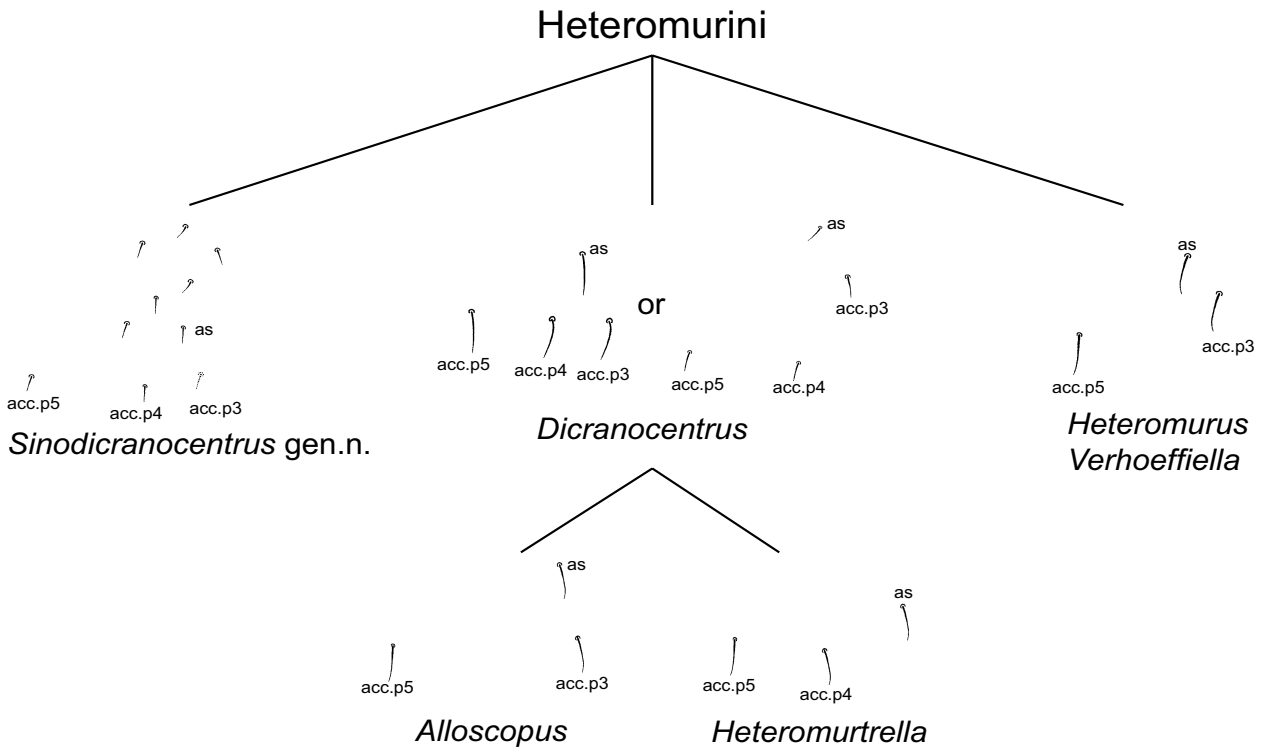 Heteromurini
as
acc.p5
acc.p4
acc.p3
Sinodicranocentrus gen.n.
as
acc.p5
acc.p4
acc.p3
or
as
acc.p3
acc.p5
acc.p4
Dicranocentrus
as
acc.p3
acc.p5
Heteromurus
Verhoeffiella
as
acc.p5
acc.p3
Alloscopus
as
acc.p5
acc.p4
Heteromurtrella